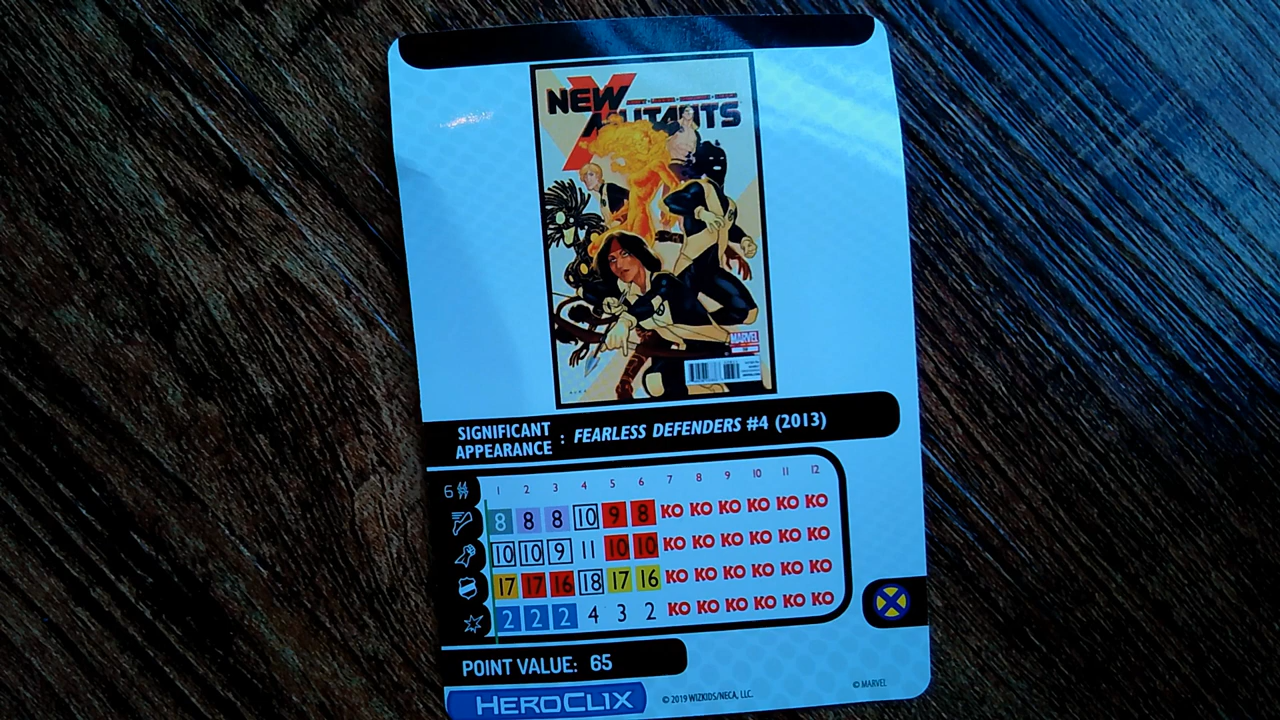 NEW
MUTANTS
MARVEL
SIGNIFICANT
APPEARANCE : FEARLESS DEFENDERS #4 (2013)
6 1 2 3 4 5 6 7 8 9 10 11 12
8 8 8 10 9 8 KO KO KO KO KO KO
10 10 9 11 10 10 KO KO KO KO KO KO
17 17 16 18 17 16 KO KO KO KO KO KO
2 2 2 4 3 2 KO KO KO KO KO KO
POINT VALUE: 65
HEROCLIX © 2019 WIZKIDS/NECA, LLC. © MARVEL